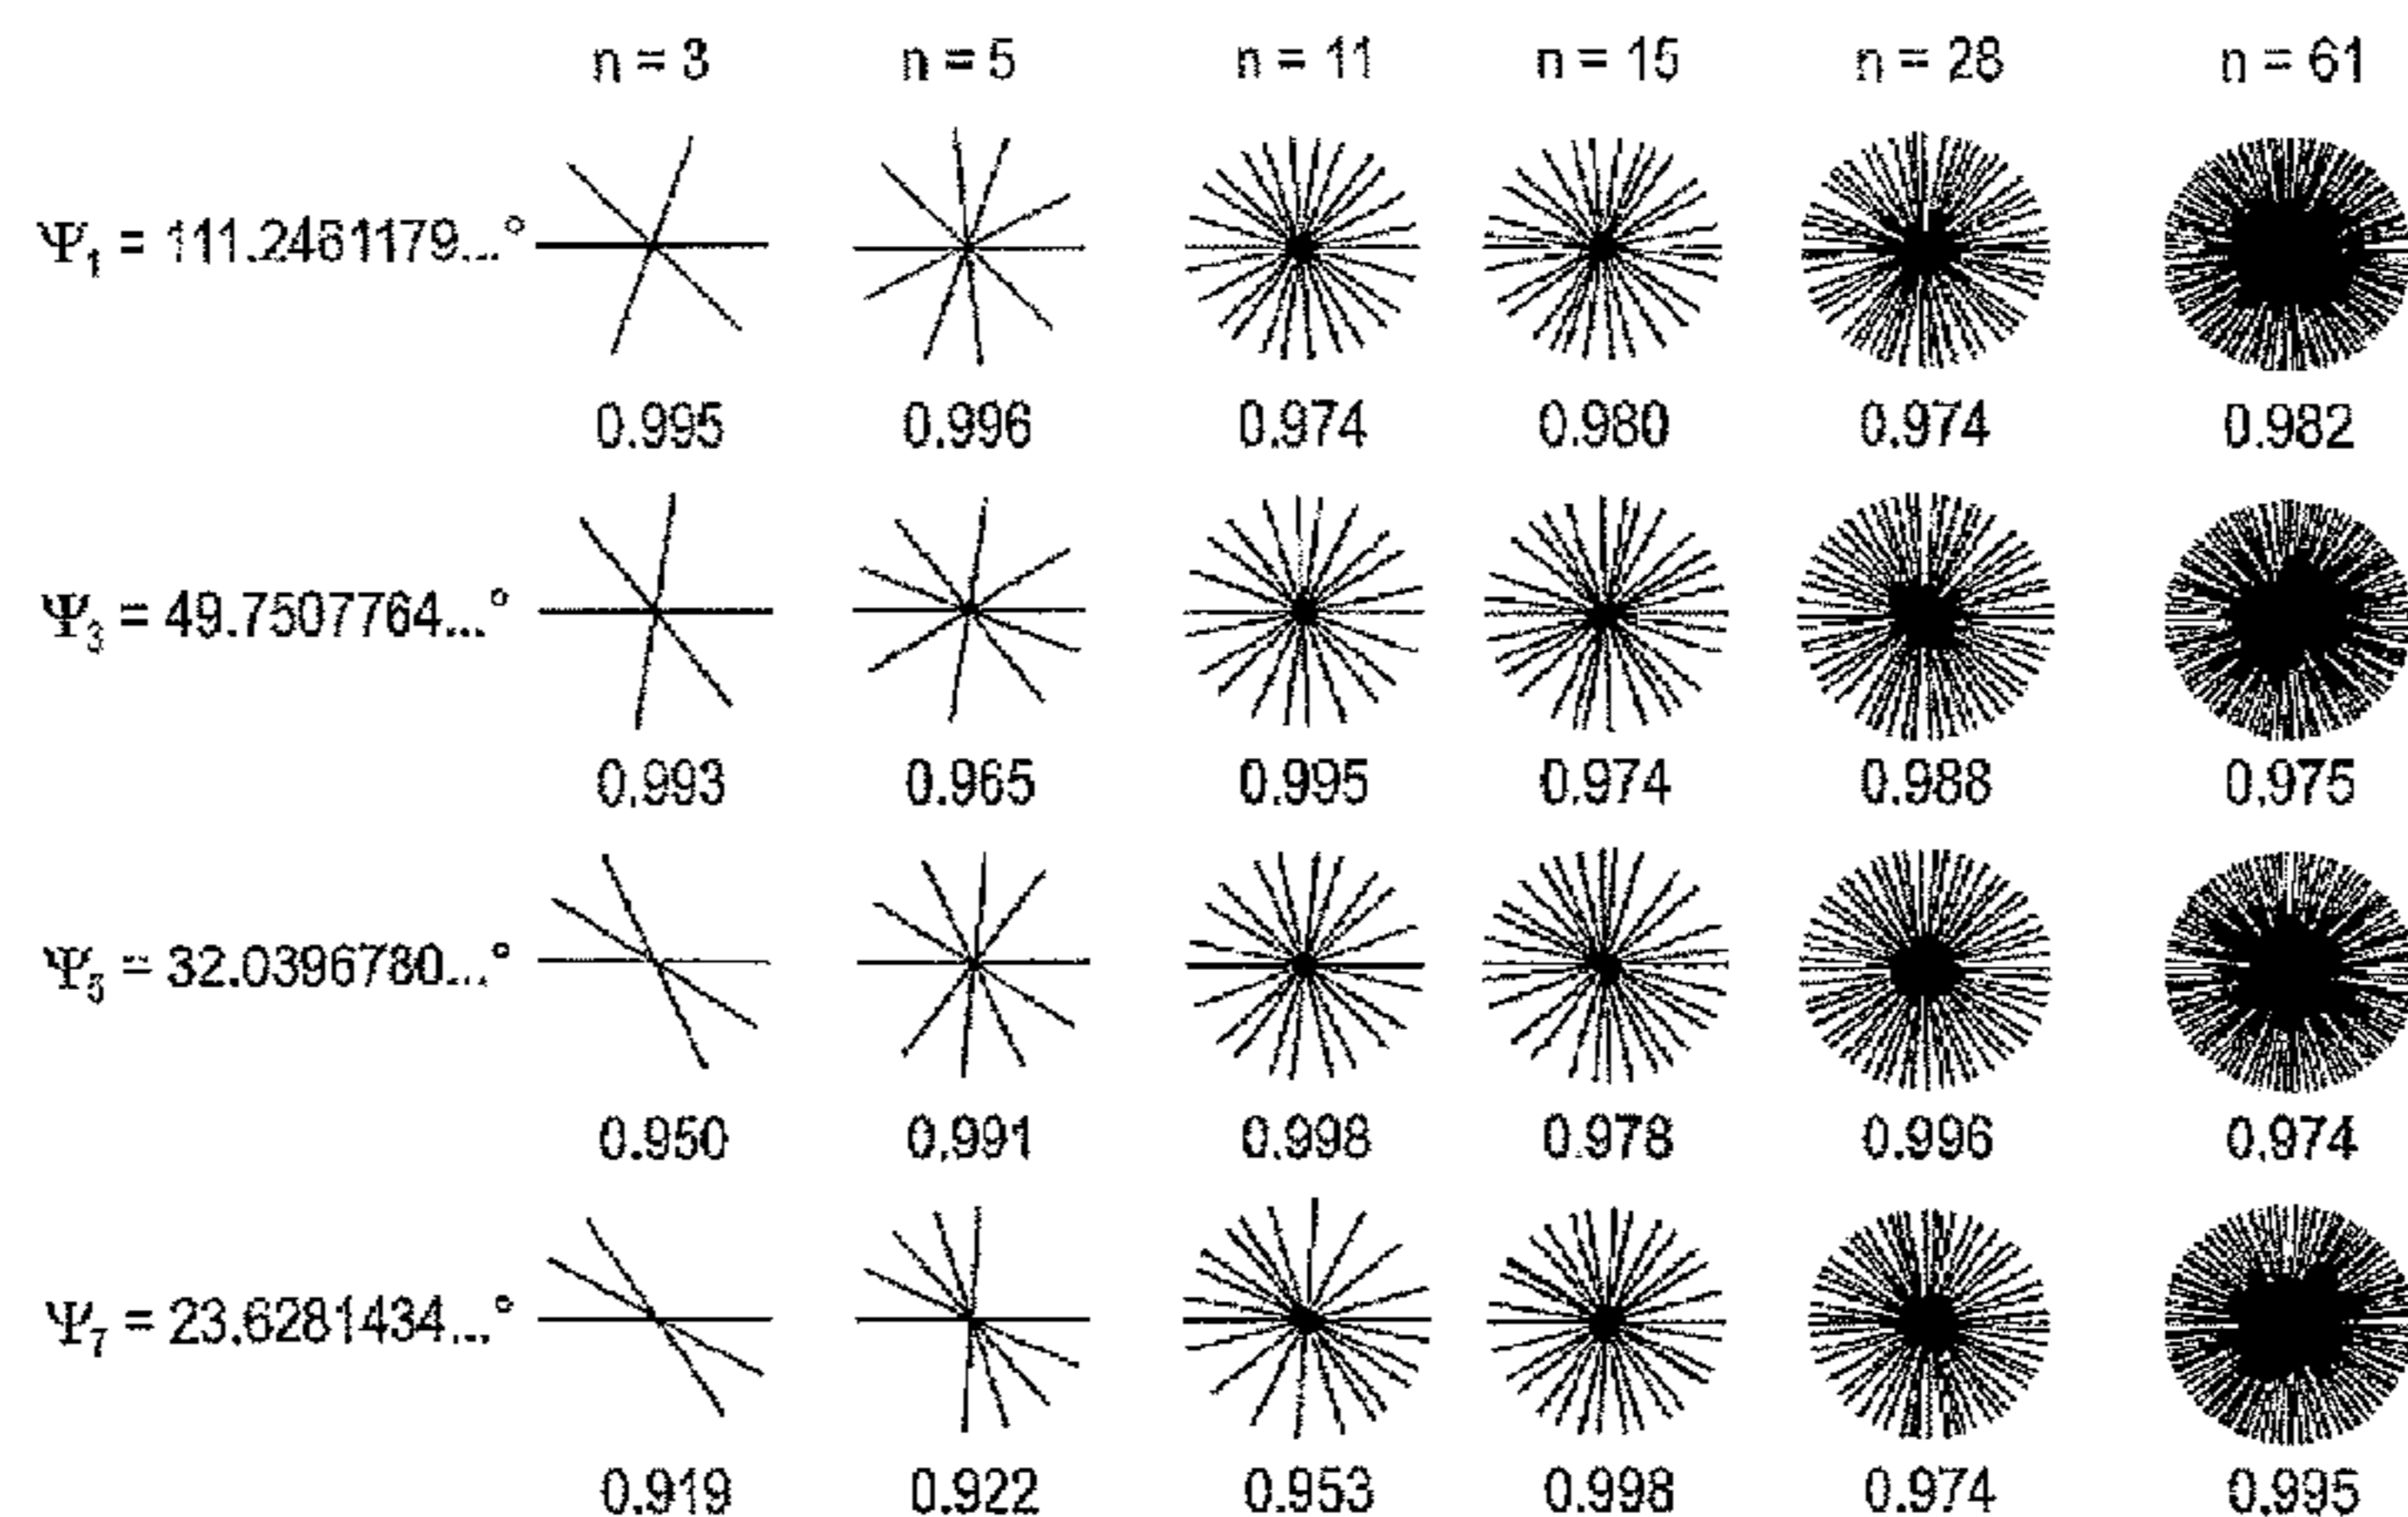 n = 3 n = 5 n = 11 n = 15 n = 28 n = 61
Ψ₁ = 111.2461179...°
0.995 0.996 0.974 0.980 0.974 0.982
Ψ₃ = 49.7507764...°
0.993 0.965 0.995 0.974 0.988 0.975
Ψ₅ = 32.0396780...°
0.950 0.991 0.998 0.978 0.996 0.974
Ψ₇ = 23.6281434...°
0.919 0.922 0.953 0.998 0.974 0.995